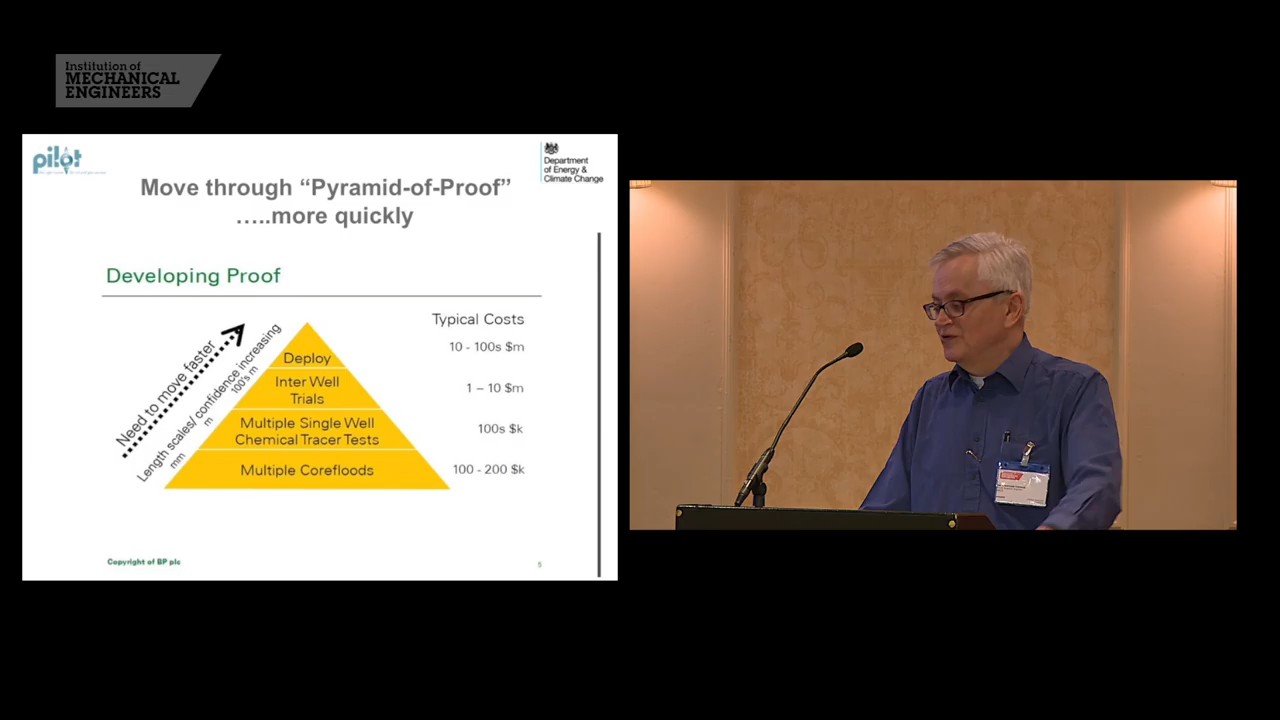 Institution of
MECHANICAL
ENGINEERS
pilot
Department
of Energy &
Climate Change
Move through “Pyramid-of-Proof”
…..more quickly
Developing Proof
Typical Costs
Need to move faster
Length scales/ confidence increasing
mm
m
100's m
Deploy
10 - 100s $m
Inter Well
Trials
1 – 10 $m
Multiple Single Well
Chemical Tracer Tests
100s $k
Multiple Corefloods
100 - 200 $k
Copyright of BP plc